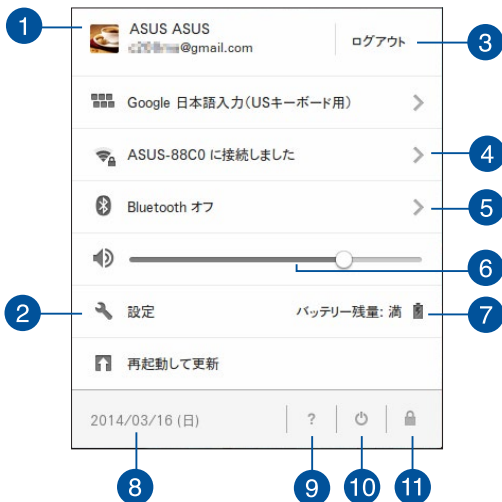 1
ASUS ASUS
@gmail.com
ログアウト
3
Google 日本語入力(USキーボード用)
ASUS-88C0 に接続しました
4
Bluetooth オフ
5
6
2
設定
バッテリー残量: 満
7
再起動して更新
2014/03/16 (日)
?
8
9
10
11